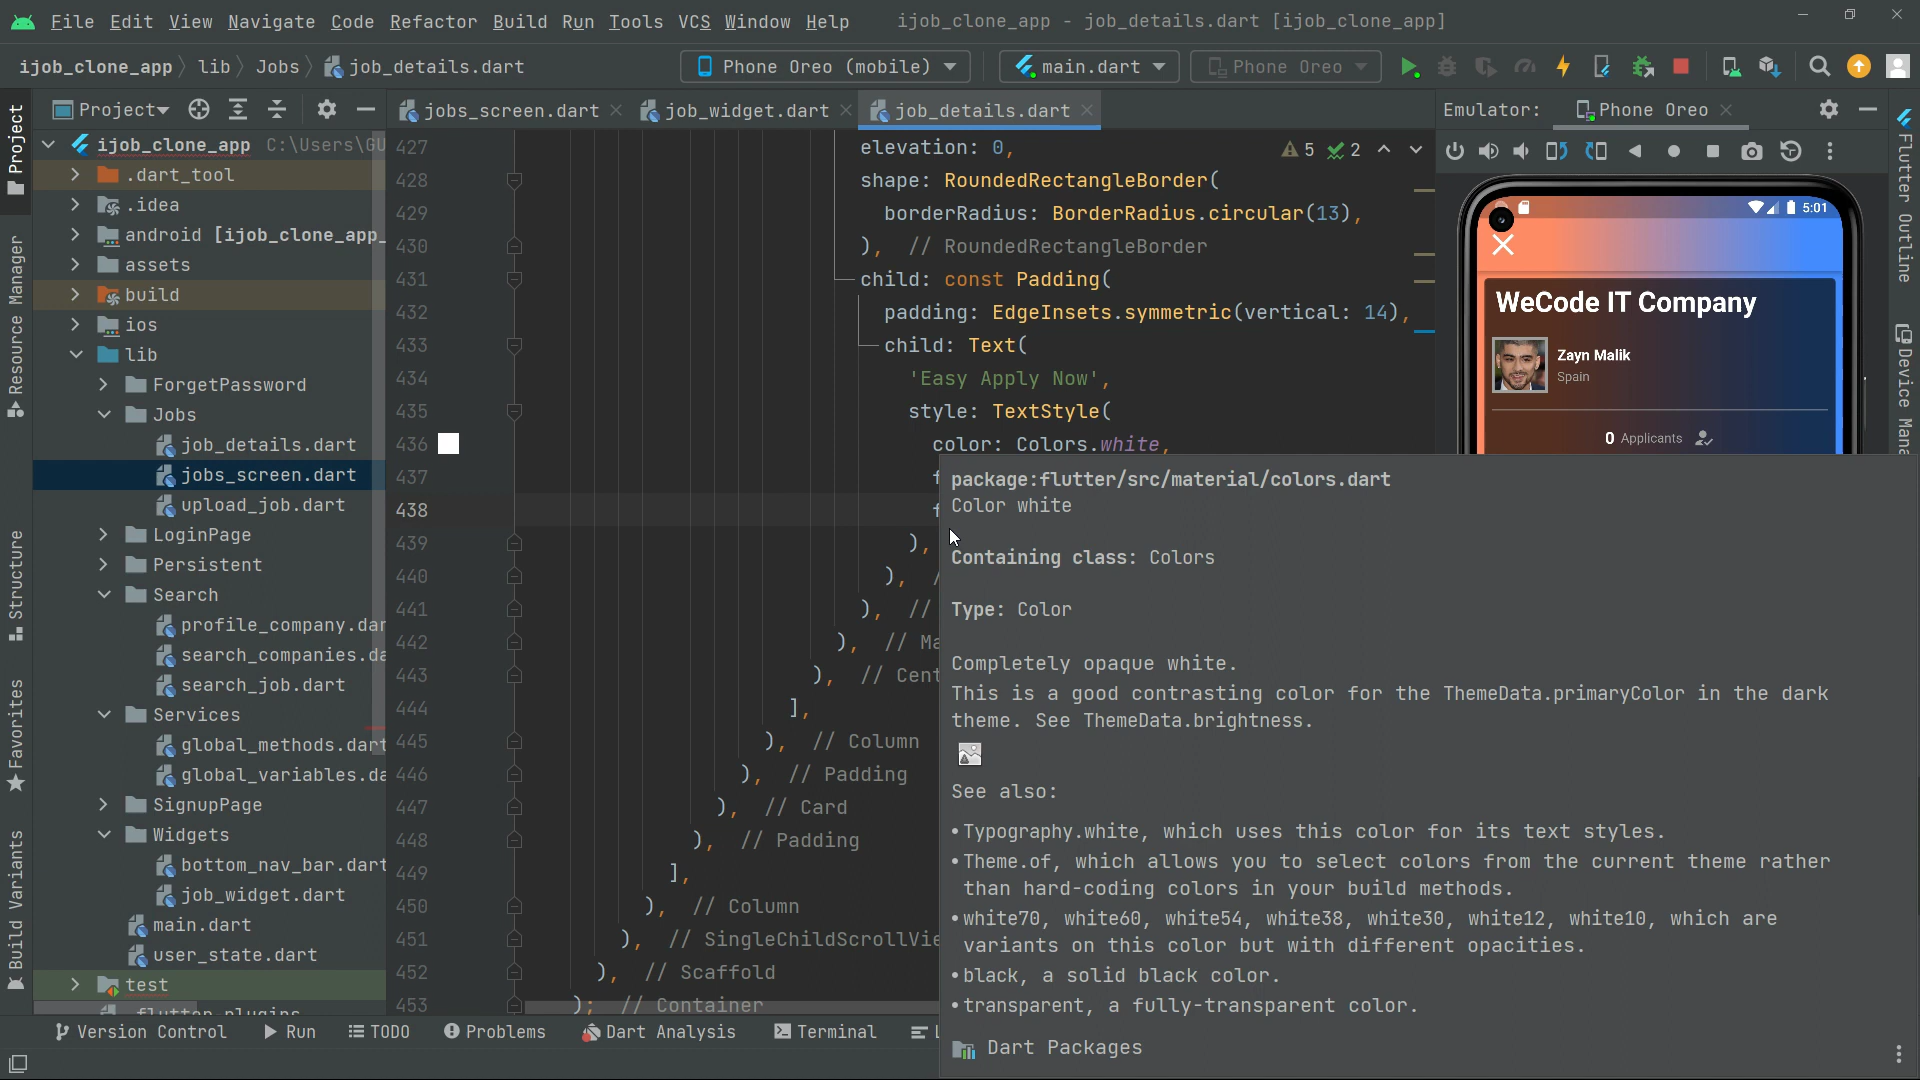 File Edit View Navigate Code Refactor Build Run Tools VCS Window Help ijob_clone_app - job_details.dart [ijob_clone_app]
ijob_clone_app lib Jobs job_details.dart Phone Oreo (mobile) main.dart Phone Oreo
Project jobs_screen.dart job_widget.dart job_details.dart Emulator: Phone Oreo
Project
Resource Manager
Structure
Favorites
Build Variants
ijob_clone_app C:\Users\GU
.dart_tool
.idea
android [ijob_clone_app_
assets
build
ios
lib
ForgetPassword
Jobs
job_details.dart
jobs_screen.dart
upload_job.dart
LoginPage
Persistent
Search
profile_company.dar
search_companies.da
search_job.dart
Services
global_methods.dart
global_variables.da
SignupPage
Widgets
bottom_nav_bar.dart
job_widget.dart
main.dart
user_state.dart
test
427 elevation: 0,
428 shape: RoundedRectangleBorder(
429 borderRadius: BorderRadius.circular(13),
430 ), // RoundedRectangleBorder
431 child: const Padding(
432 padding: EdgeInsets.symmetric(vertical: 14),
433 child: Text(
434 'Easy Apply Now',
435 style: TextStyle(
436 color: Colors.white,
437 f
438 f
439 ),
440 ), /
441 ), //
442 ), // Ma
443 ), // Cent
444 ],
445 ), // Column
446 ), // Padding
447 ), // Card
448 ), // Padding
449 ],
450 ), // Column
451 ), // SingleChildScrollVie
452 ), // Scaffold
453 ); // Container
5 2
5:01
WeCode IT Company
Zayn Malik
Spain
0 Applicants
Flutter Outline
Device Mana
package:flutter/src/material/colors.dart
Color white
Containing class: Colors
Type: Color
Completely opaque white.
This is a good contrasting color for the ThemeData.primaryColor in the dark
theme. See ThemeData.brightness.
See also:
•Typography.white, which uses this color for its text styles.
•Theme.of, which allows you to select colors from the current theme rather
than hard-coding colors in your build methods.
•white70, white60, white54, white38, white30, white12, white10, which are
variants on this color but with different opacities.
•black, a solid black color.
•transparent, a fully-transparent color.
Dart Packages
Version Control Run TODO Problems Dart Analysis Terminal L